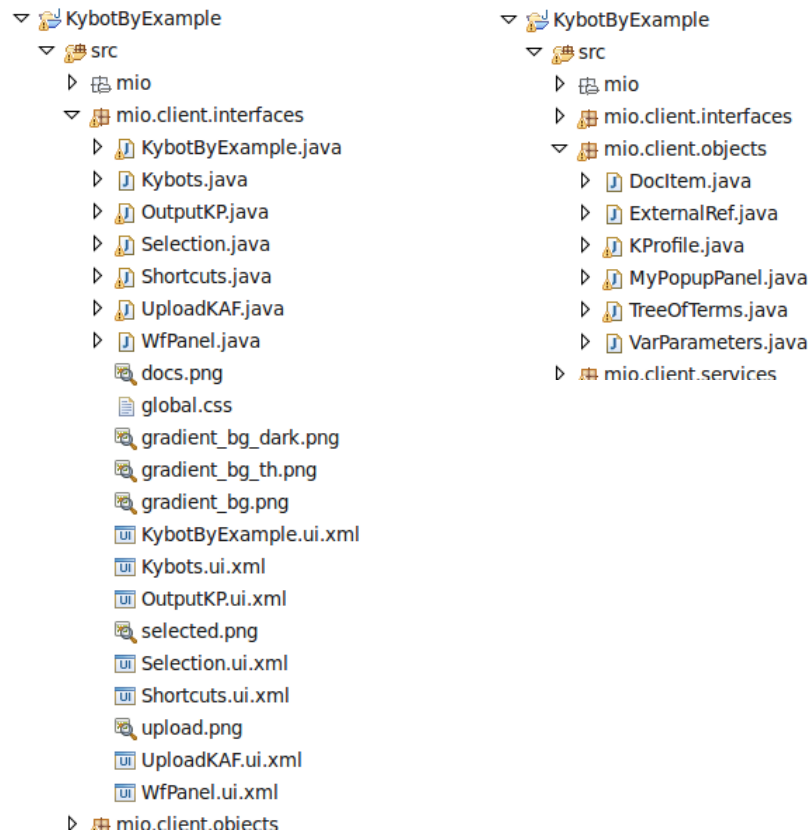 KybotByExample
src
mio
mio.client.interfaces
KybotByExample.java
Kybots.java
OutputKP.java
Selection.java
Shortcuts.java
UploadKAF.java
WfPanel.java
docs.png
global.css
gradient_bg_dark.png
gradient_bg_th.png
gradient_bg.png
KybotByExample.ui.xml
Kybots.ui.xml
OutputKP.ui.xml
selected.png
Selection.ui.xml
Shortcuts.ui.xml
upload.png
UploadKAF.ui.xml
WfPanel.ui.xml
mio.client.objects
KybotByExample
src
mio
mio.client.interfaces
mio.client.objects
DocItem.java
ExternalRef.java
KProfile.java
MyPopupPanel.java
TreeOfTerms.java
VarParameters.java
mio.client.services